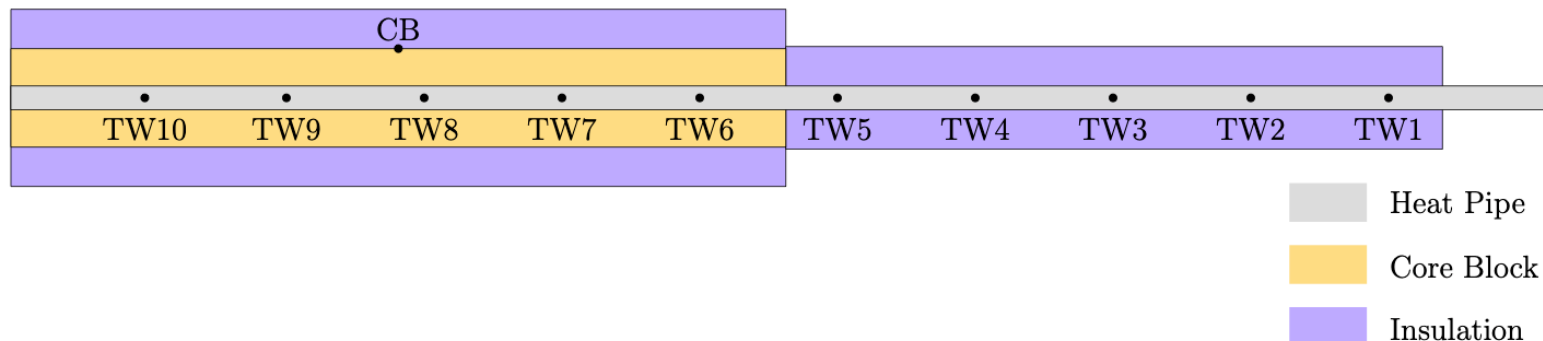 CB
TW10 TW9 TW8 TW7 TW6 TW5 TW4 TW3 TW2 TW1
Heat Pipe
Core Block
Insulation